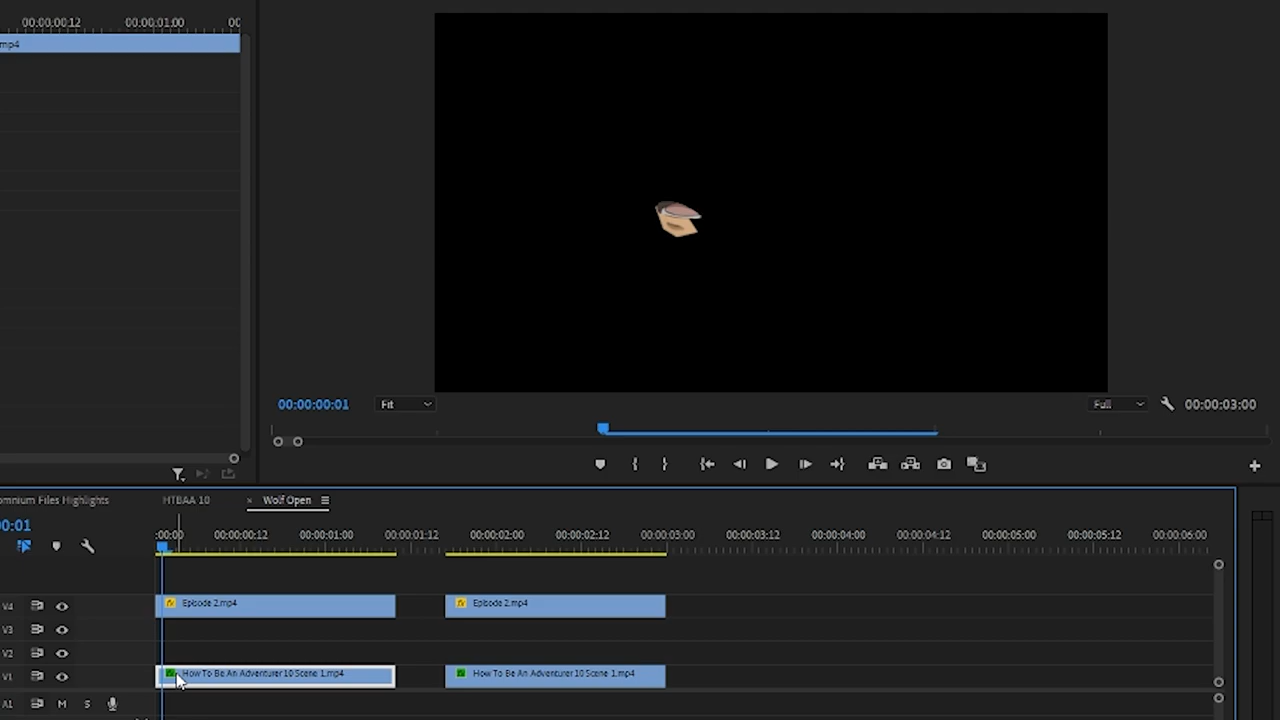 00:00:00:12 00:00:01:00 00
mp4
00:00:00:01 Fit Full 00:00:03:00
omnium Files Highlights HTBAA 10 × Wolf Open
00:01
:00:00 00:00:00:12 00:00:01:00 00:00:01:12 00:00:02:00 00:00:02:12 00:00:03:00 00:00:03:12 00:00:04:00 00:00:04:12 00:00:05:00 00:00:05:12 00:00:06:00
V4 fx Episode 2.mp4 fx Episode 2.mp4
V3
V2
V1 How To Be An Adventurer 10 Scene 1.mp4 How To Be An Adventurer 10 Scene 1.mp4
A1 M S